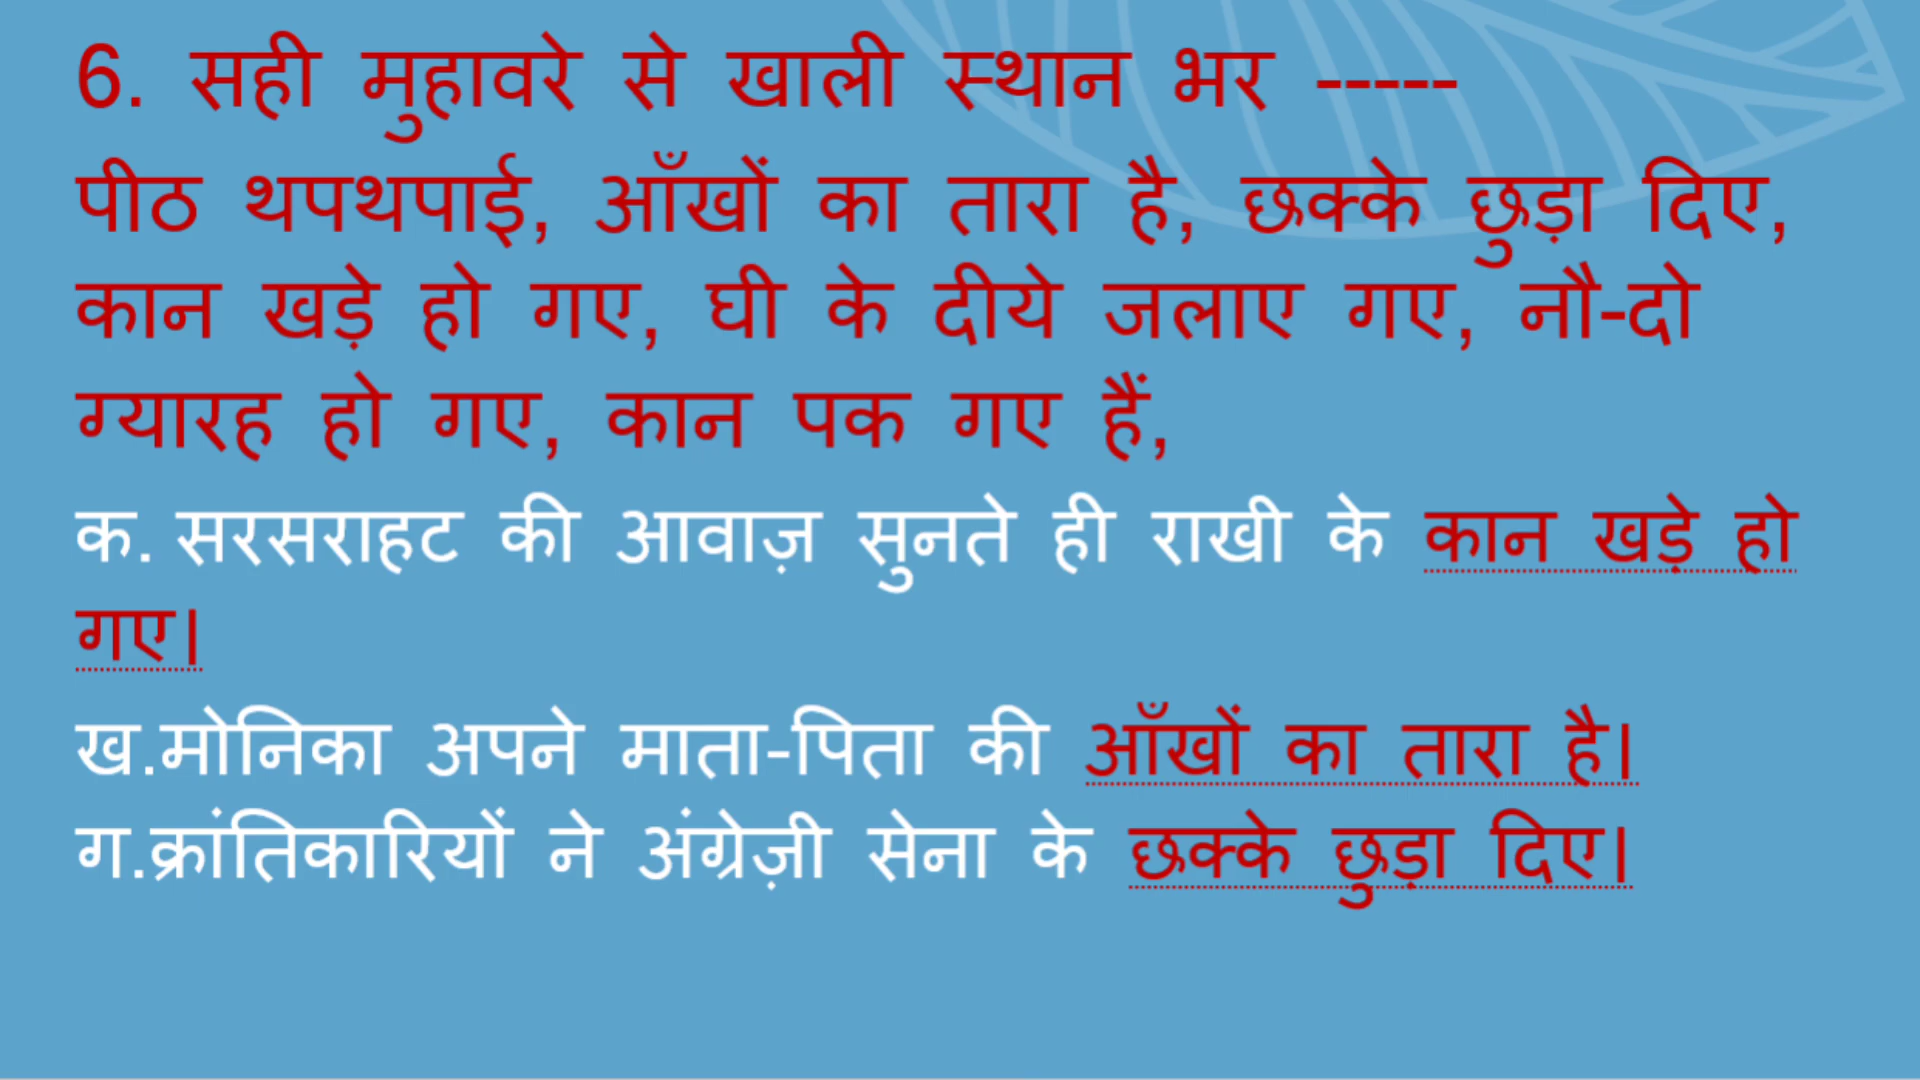 6. सही मुहावरे से खाली स्थान भर -----
पीठ थपथपाई, आँखों का तारा है, छक्के छुड़ा दिए,
कान खड़े हो गए, घी के दीये जलाए गए, नौ-दो
ग्यारह हो गए, कान पक गए हैं,
क. सरसराहट की आवाज़ सुनते ही राखी के कान खड़े हो
गए।
ख.मोनिका अपने माता-पिता की आँखों का तारा है।
ग.क्रांतिकारियों ने अंग्रेज़ी सेना के छक्के छुड़ा दिए।